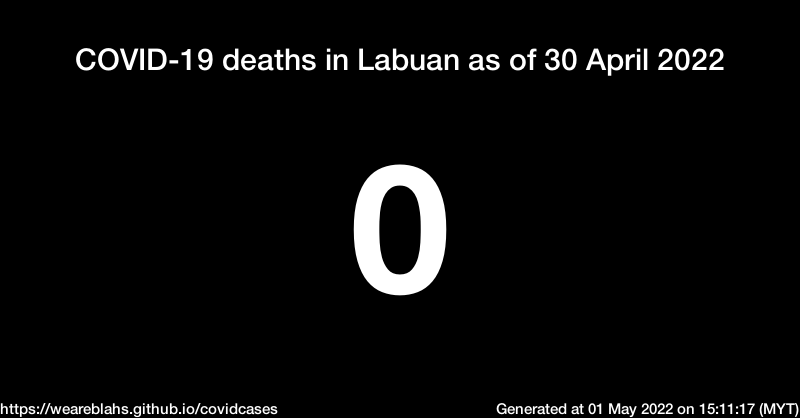 COVID-19 deaths in Labuan as of 30 April 2022
0
https://weareblahs.github.io/covidcases
Generated at 01 May 2022 on 15:11:17 (MYT)